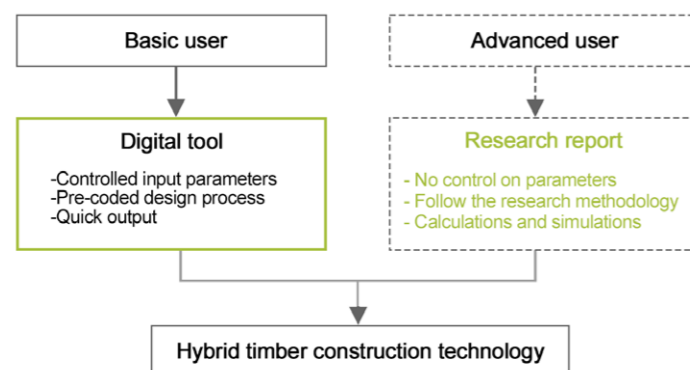 Basic user
Advanced user
Digital tool
-Controlled input parameters
-Pre-coded design process
-Quick output
Research report
- No control on parameters
- Follow the research methodology
- Calculations and simulations
Hybrid timber construction technology